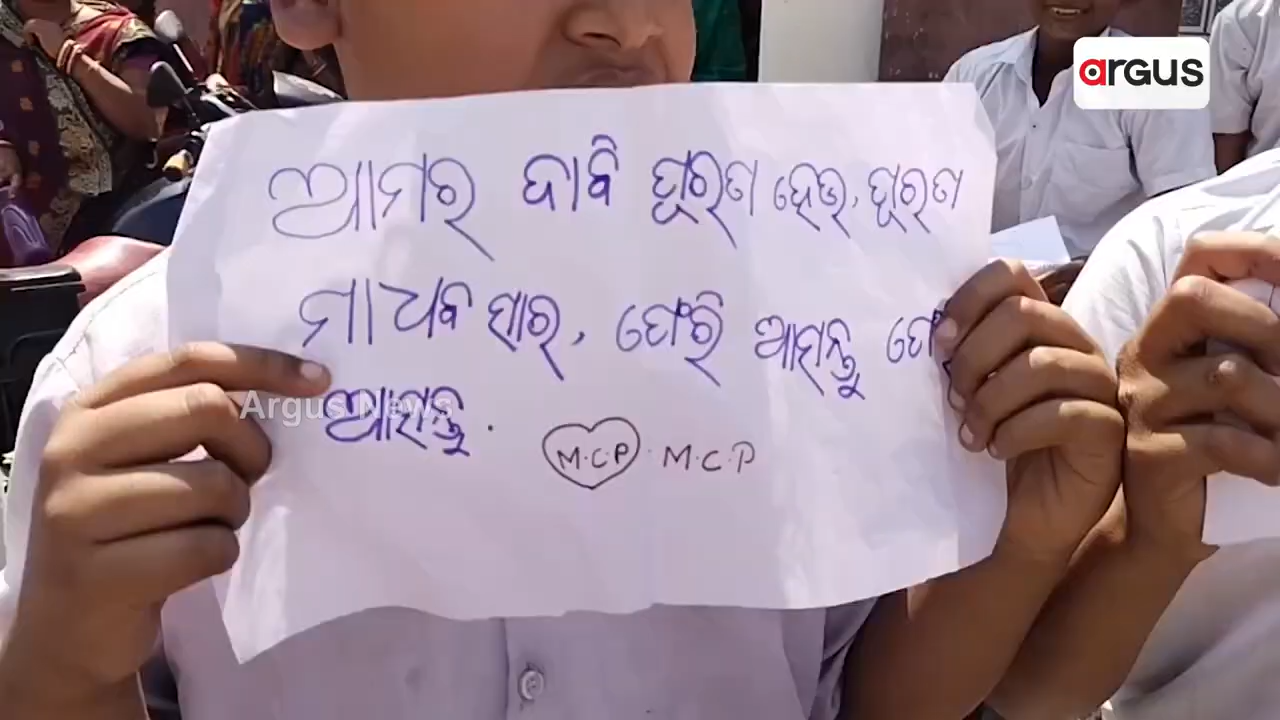 argus
ଆମର ଦାବି ପୂରଣ ହେଉ, ପୂରଣ
ମାଧବ ସାର୍, ଫେରି ଆସନ୍ତୁ
ଆସନ୍ତୁ.
Argus News
M.C.P M.C.P